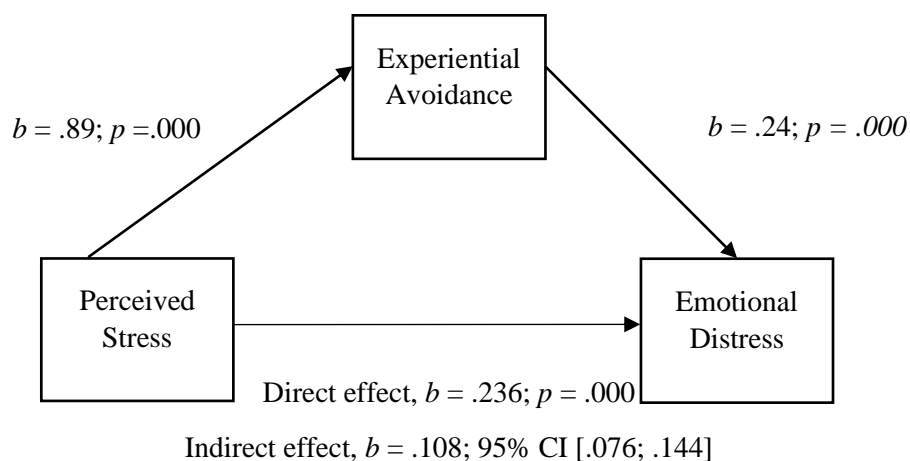 Experiential
Avoidance
b = .89; p =.000
b = .24; p = .000
Perceived
Stress
Emotional
Distress
Direct effect, b = .236; p = .000
Indirect effect, b = .108; 95% CI [.076; .144]